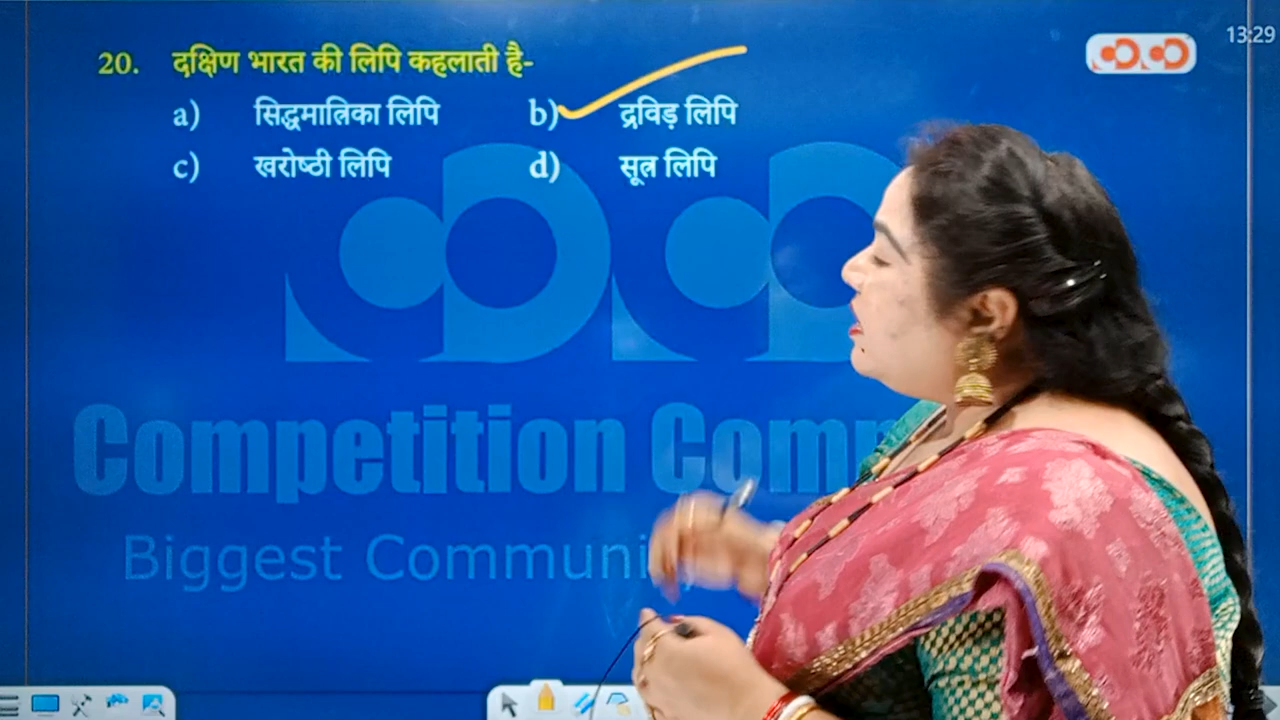 13:29
20. दक्षिण भारत की लिपि कहलाती है-
a) सिद्धमात्रिका लिपि b) द्रविड़ लिपि
c) खरोष्ठी लिपि d) सूत्र लिपि
Competition Comm
Biggest Communi